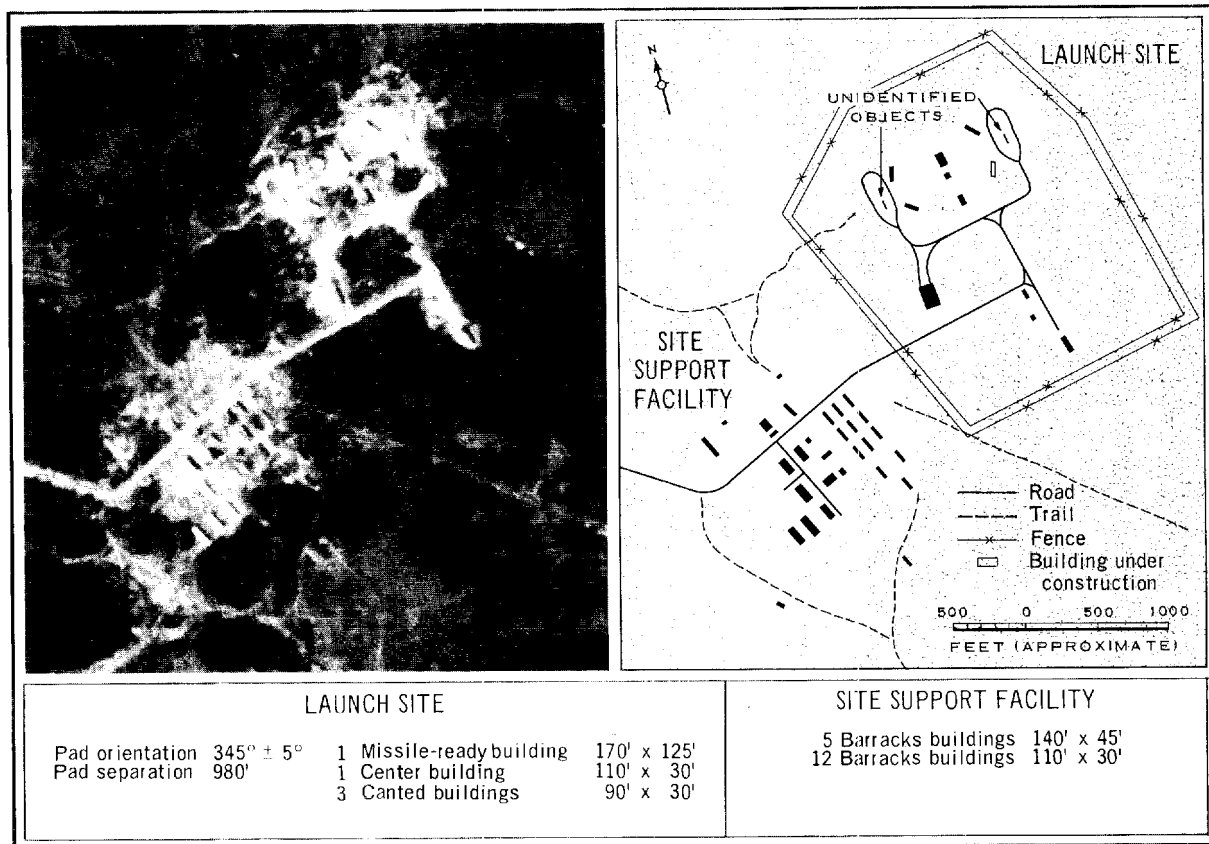 N
LAUNCH SITE
UNIDENTIFIED
OBJECTS
SITE
SUPPORT
FACILITY
Road
Trail
Fence
Building under
construction
500 0 500 1000
FEET (APPROXIMATE)
LAUNCH SITE
Pad orientation 345° ± 5°
Pad separation 980'
1 Missile-ready building 170' x 125'
1 Center building 110' x 30'
3 Canted buildings 90' x 30'
SITE SUPPORT FACILITY
5 Barracks buildings 140' x 45'
12 Barracks buildings 110' x 30'